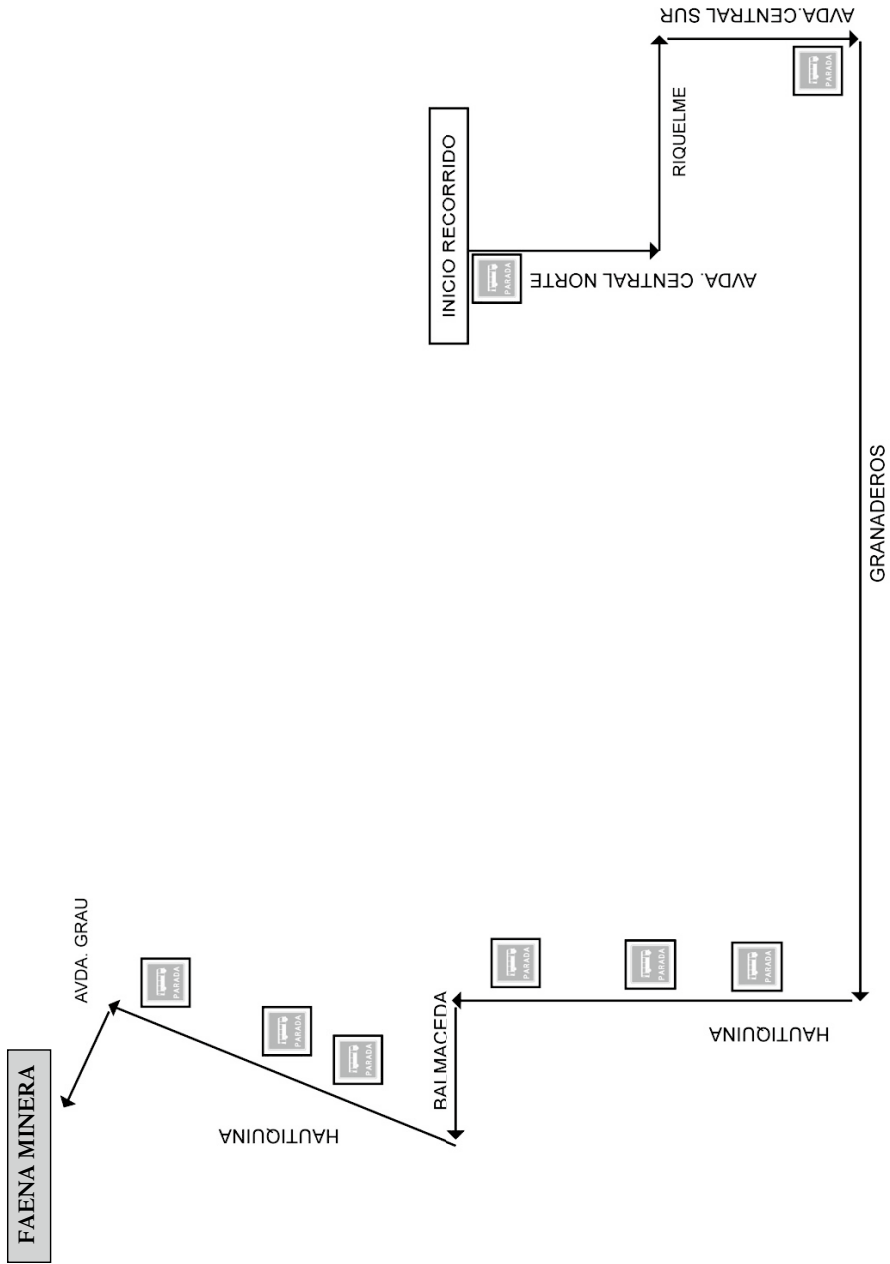 FAENA MINERA
AVDA. GRAU
PARADA
HAUTIQUINA
PARADA
PARADA
BALMACEDA
INICIO RECORRIDO
PARADA
AVDA. CENTRAL NORTE
PARADA
PARADA
RIQUELME
HAUTIQUINA
PARADA
AVDA.CENTRAL SUR
PARADA
GRANADEROS